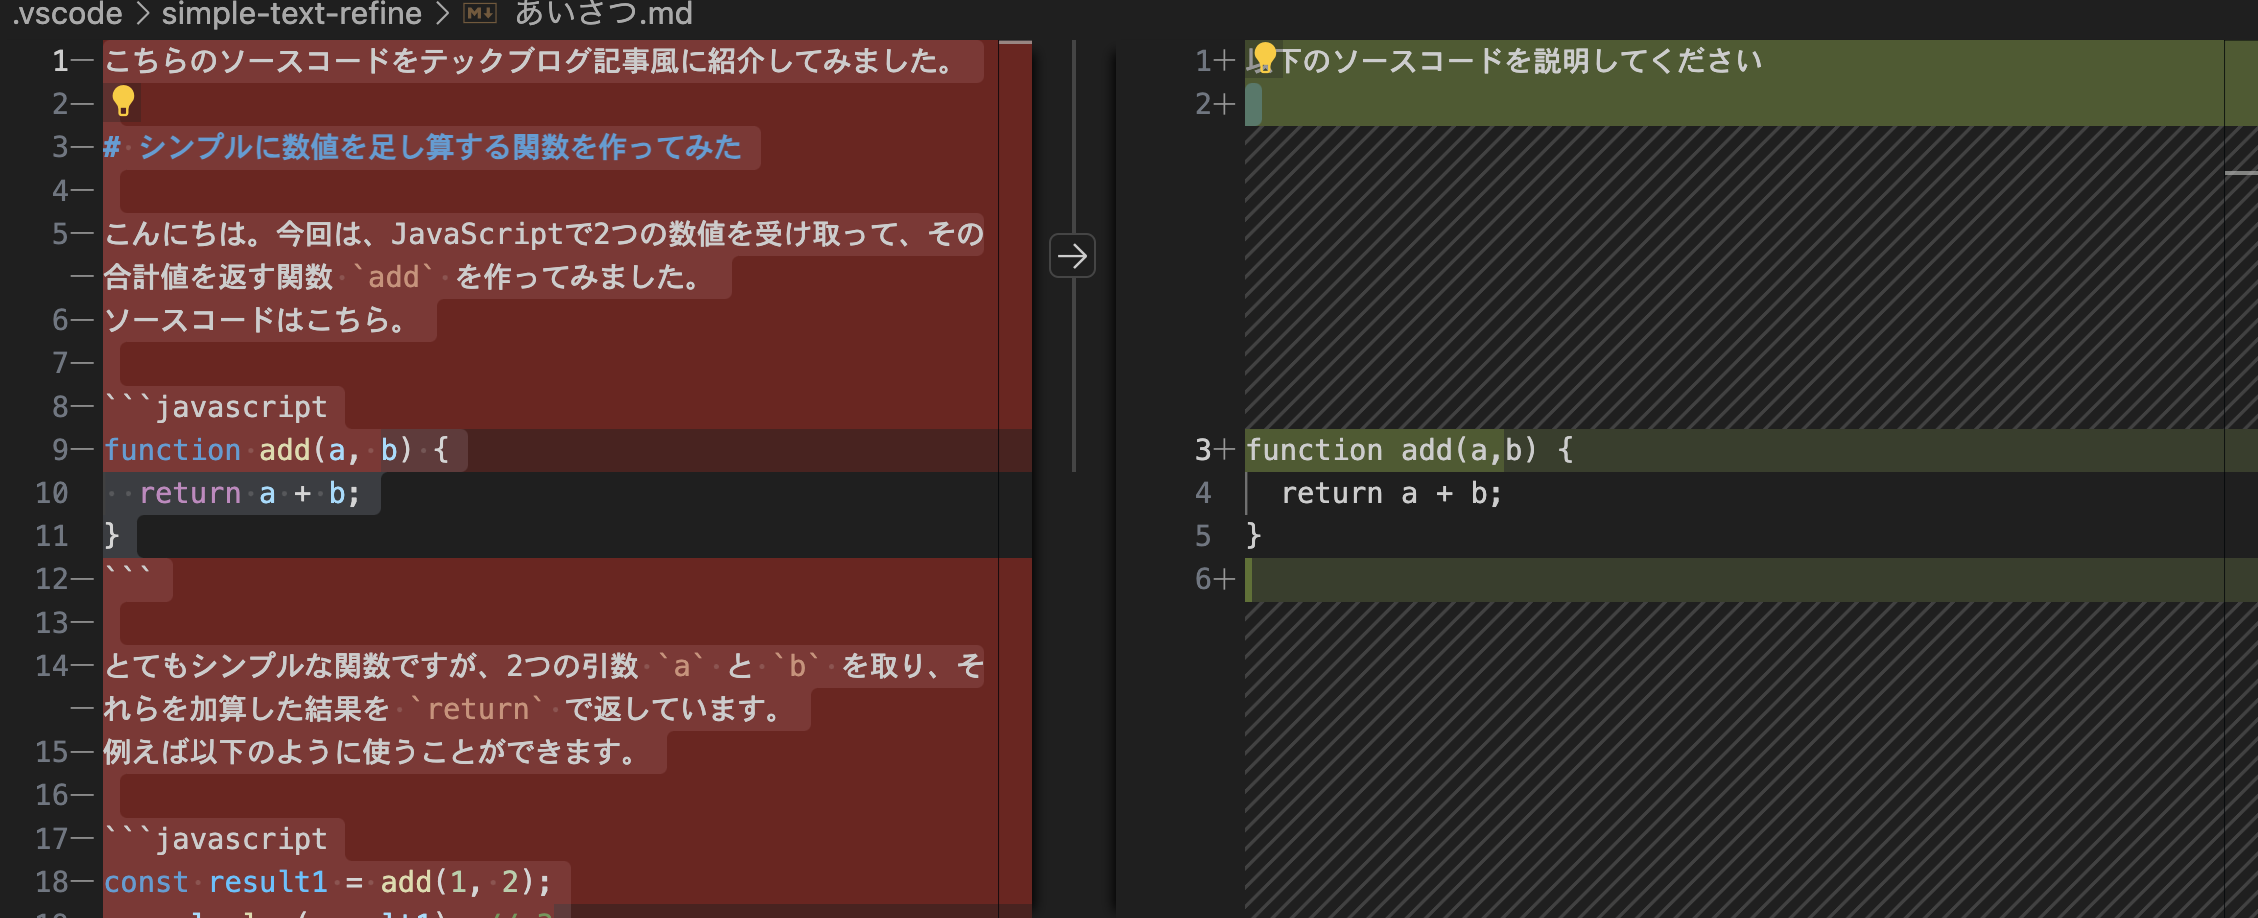 .vscode > simple-text-refine > M↓ あいさつ.md
1— こちらのソースコードをテックブログ記事風に紹介してみました。
2—
3— # シンプルに数値を足し算する関数を作ってみた
4—
5— こんにちは。今回は、JavaScriptで2つの数値を受け取って、その
— 合計値を返す関数 `add` を作ってみました。
6— ソースコードはこちら。
7—
8— ```javascript
9— function add(a, b) {
10 return a + b;
11 }
12— ```
13—
14— とてもシンプルな関数ですが、2つの引数 `a` と `b` を取り、そ
— れらを加算した結果を `return` で返しています。
15— 例えば以下のように使うことができます。
16—
17— ```javascript
18— const result1 = add(1, 2);
1+ 下のソースコードを説明してください
2+
3+ function add(a,b) {
4 return a + b;
5 }
6+